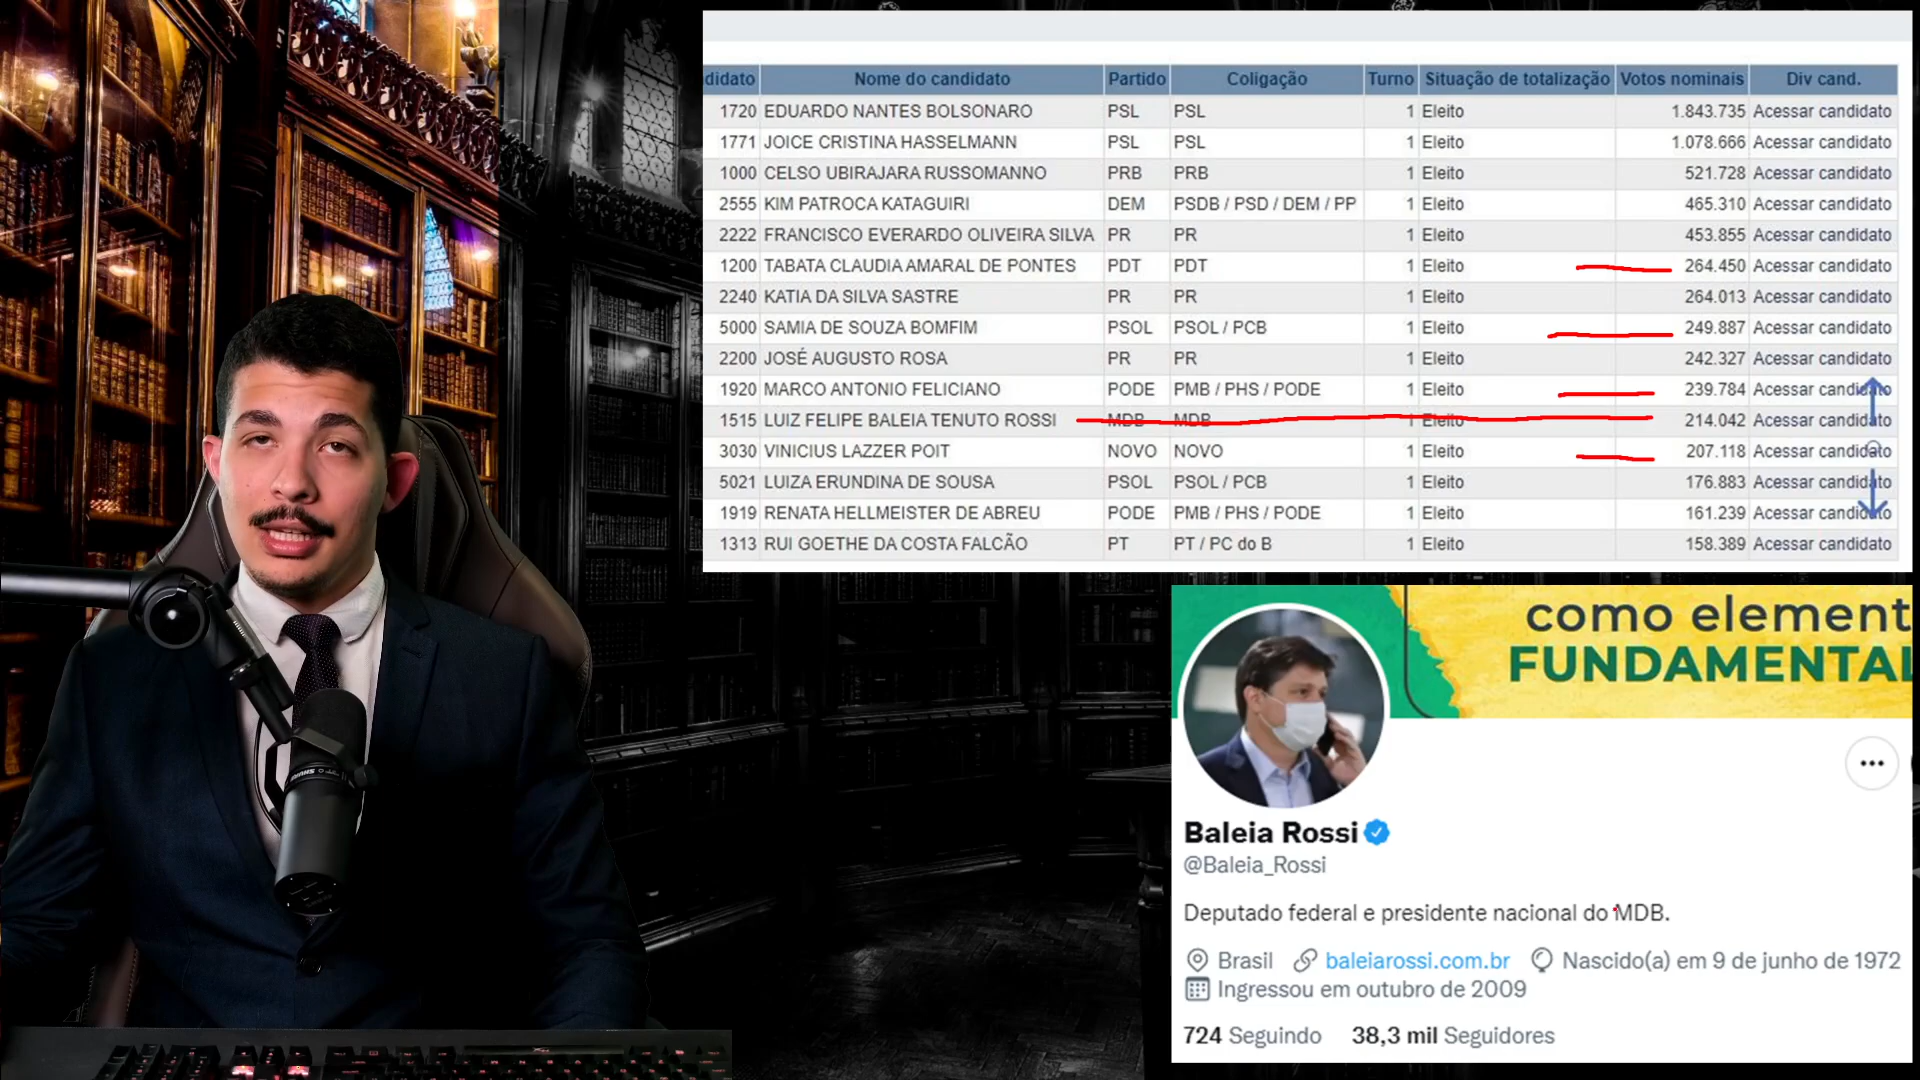 didato Nome do candidato Partido Coligação Turno Situação de totalização Votos nominais Div cand.
1720 EDUARDO NANTES BOLSONARO PSL PSL 1 Eleito 1.843.735 Acessar candidato
1771 JOICE CRISTINA HASSELMANN PSL PSL 1 Eleito 1.078.666 Acessar candidato
1000 CELSO UBIRAJARA RUSSOMANNO PRB PRB 1 Eleito 521.728 Acessar candidato
2555 KIM PATROCA KATAGUIRI DEM PSDB / PSD / DEM / PP 1 Eleito 465.310 Acessar candidato
2222 FRANCISCO EVERARDO OLIVEIRA SILVA PR PR 1 Eleito 453.855 Acessar candidato
1200 TABATA CLAUDIA AMARAL DE PONTES PDT PDT 1 Eleito 264.450 Acessar candidato
2240 KATIA DA SILVA SASTRE PR PR 1 Eleito 264.013 Acessar candidato
5000 SAMIA DE SOUZA BOMFIM PSOL PSOL / PCB 1 Eleito 249.887 Acessar candidato
2200 JOSÉ AUGUSTO ROSA PR PR 1 Eleito 242.327 Acessar candidato
1920 MARCO ANTONIO FELICIANO PODE PMB / PHS / PODE 1 Eleito 239.784 Acessar candidato
1515 LUIZ FELIPE BALEIA TENUTO ROSSI MDB MDB 1 Eleito 214.042 Acessar candidato
3030 VINICIUS LAZZER POIT NOVO NOVO 1 Eleito 207.118 Acessar candidato
5021 LUIZA ERUNDINA DE SOUSA PSOL PSOL / PCB 1 Eleito 176.883 Acessar candidato
1919 RENATA HELLMEISTER DE ABREU PODE PMB / PHS / PODE 1 Eleito 161.239 Acessar candidato
1313 RUI GOETHE DA COSTA FALCÃO PT PT / PC do B 1 Eleito 158.389 Acessar candidato
como element
FUNDAMENTAL
Baleia Rossi
@Baleia_Rossi
Deputado federal e presidente nacional do MDB.
Brasil baleiarossi.com.br Nascido(a) em 9 de junho de 1972
Ingressou em outubro de 2009
724 Seguindo 38,3 mil Seguidores
SHURE